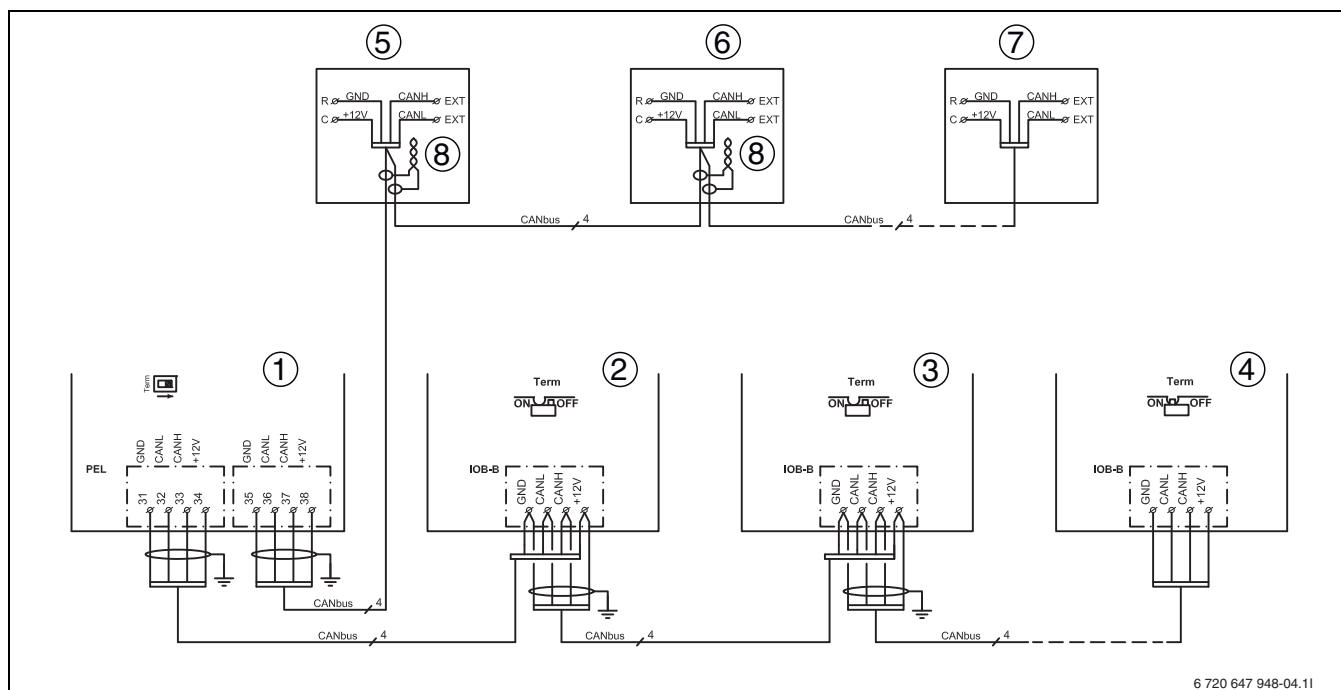 5 6 7
R GND CANH EXT
C +12V CANL EXT
8
R GND CANH EXT
C +12V CANL EXT
8
R GND CANH EXT
C +12V CANL EXT
CANbus 4
CANbus 4
1
Term
PEL
GND CANL CANH +12V
31 32 33 34
GND CANL CANH +12V
35 36 37 38
2
Term
ON OFF
IOB-B
GND CANL CANH +12V
3
Term
ON OFF
IOB-B
GND CANL CANH +12V
4
Term
ON OFF
IOB-B
GND CANL CANH +12V
CANbus 4
CANbus 4
CANbus 4
CANbus 4
6 720 647 948-04.1I